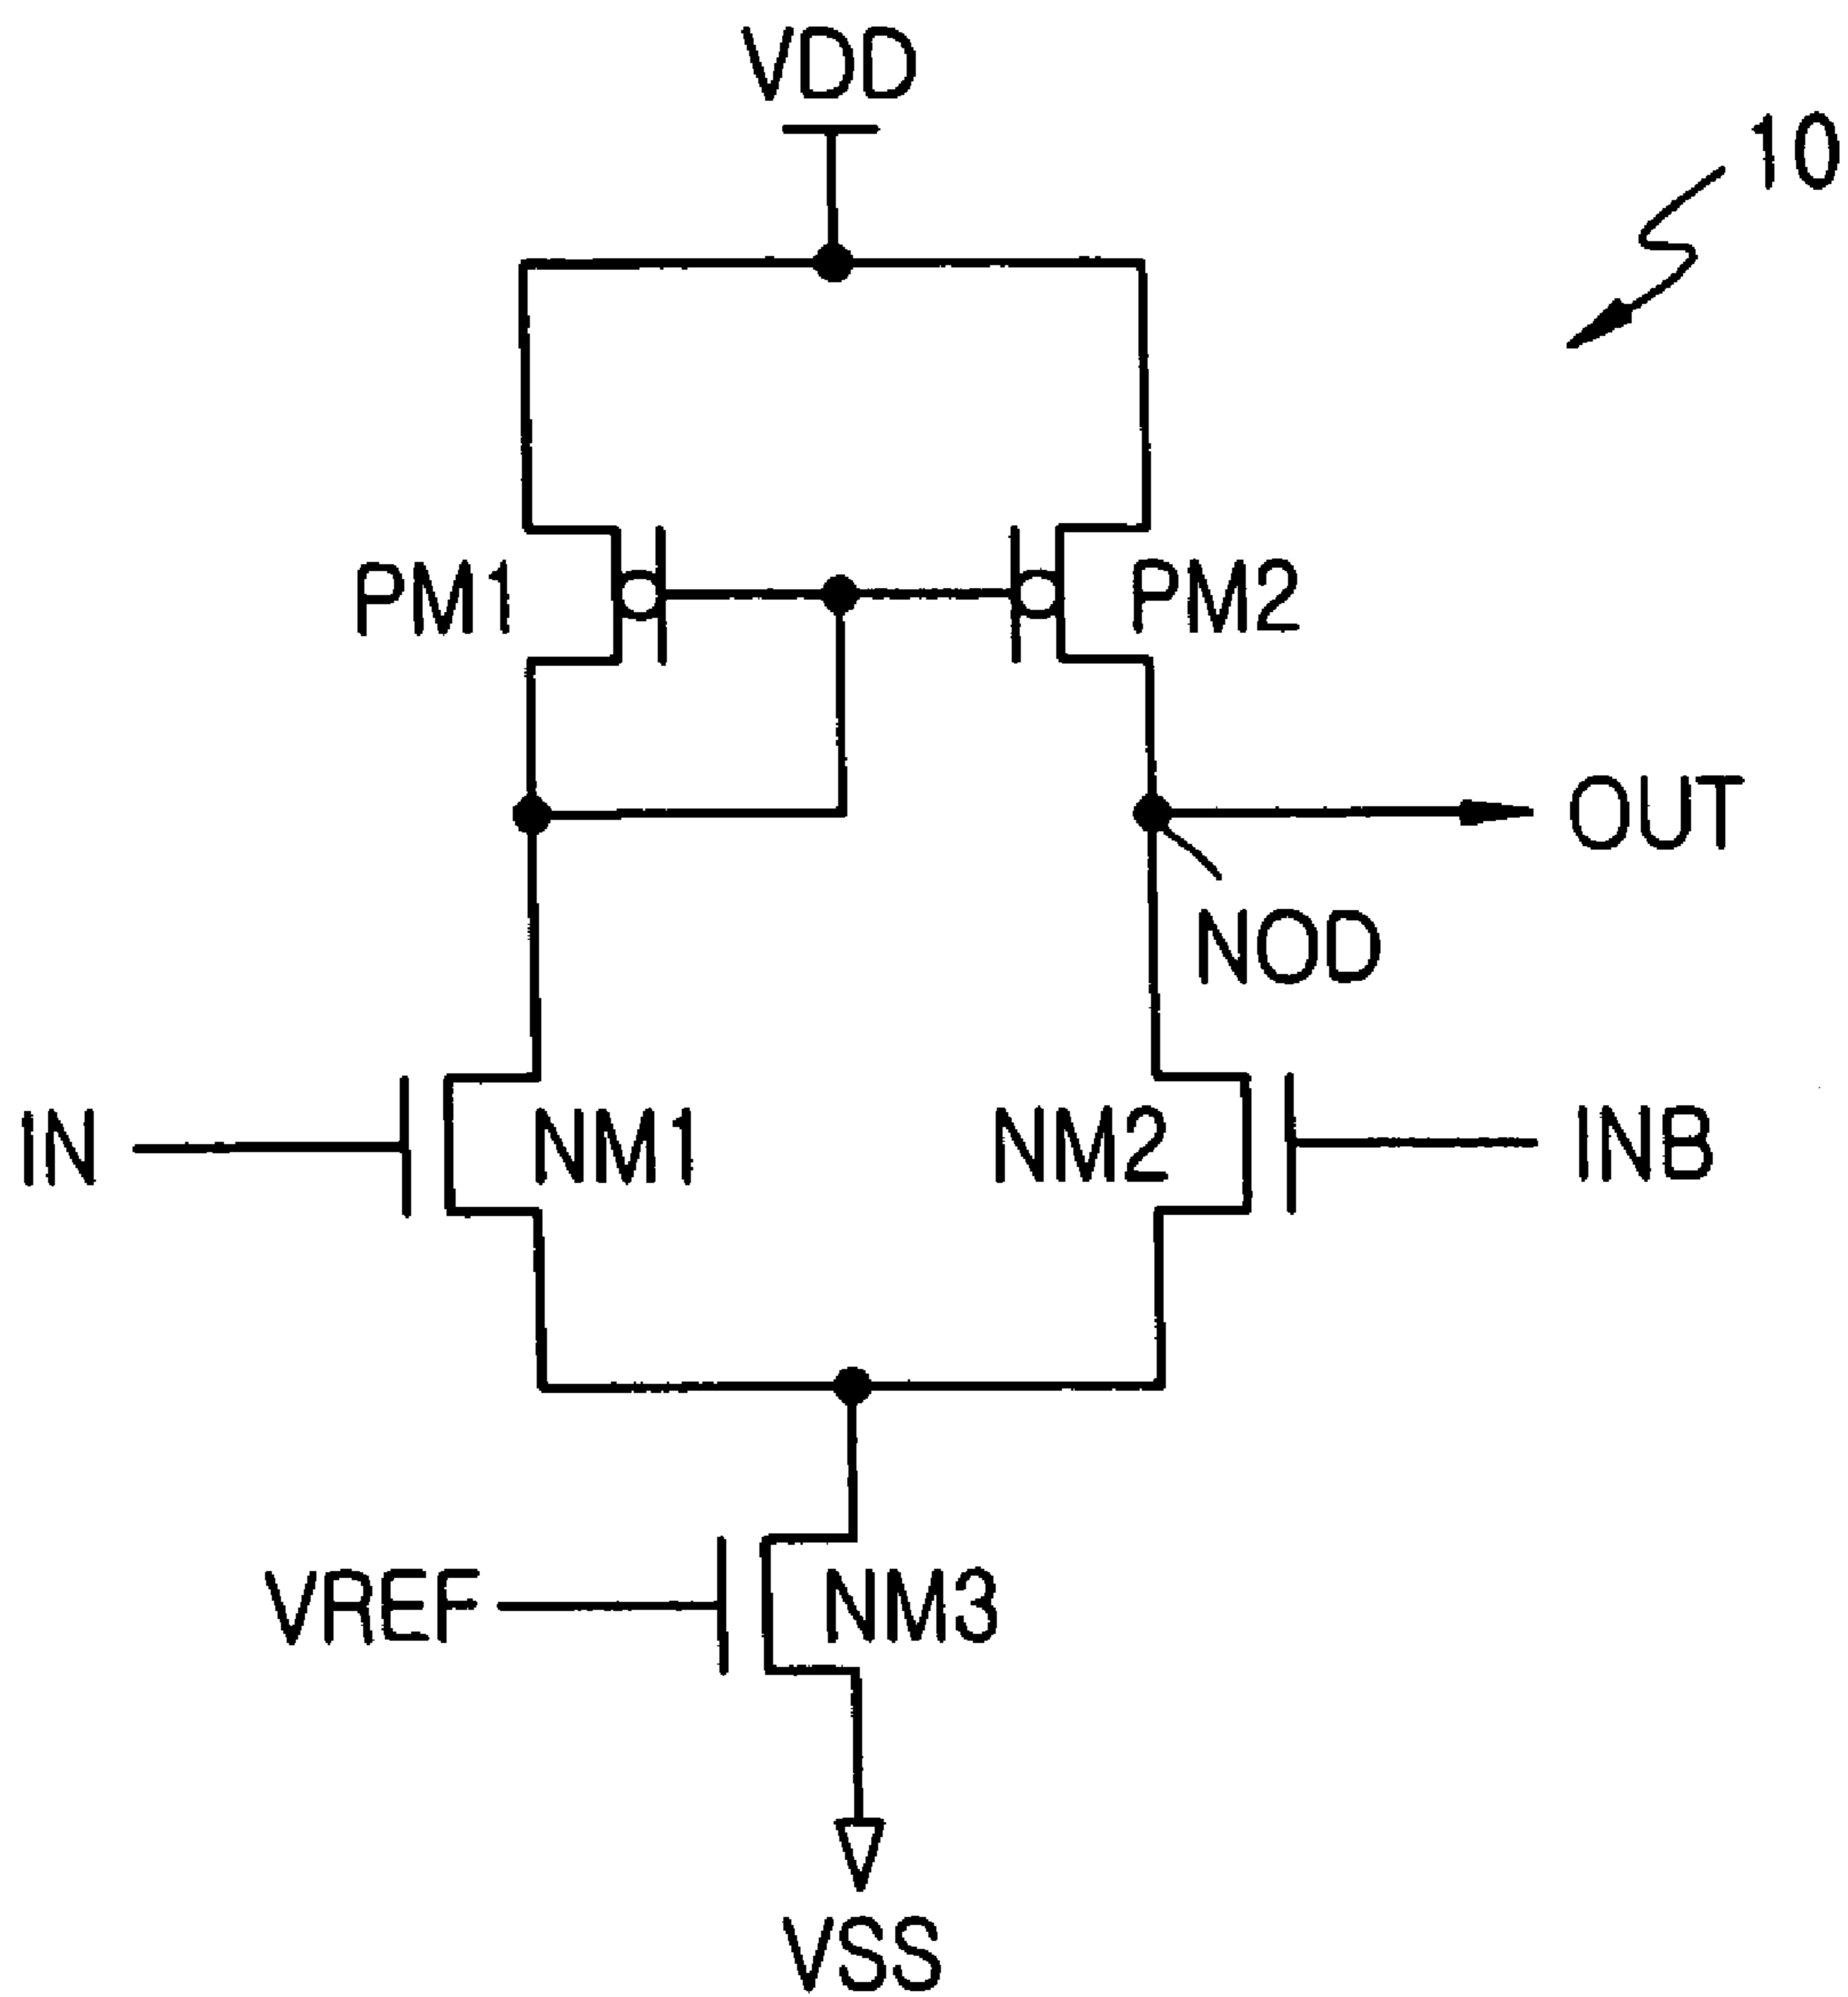 VDD
10
PM1
PM2
OUT
NOD
IN
NM1
NM2
INB
VREF
NM3
VSS